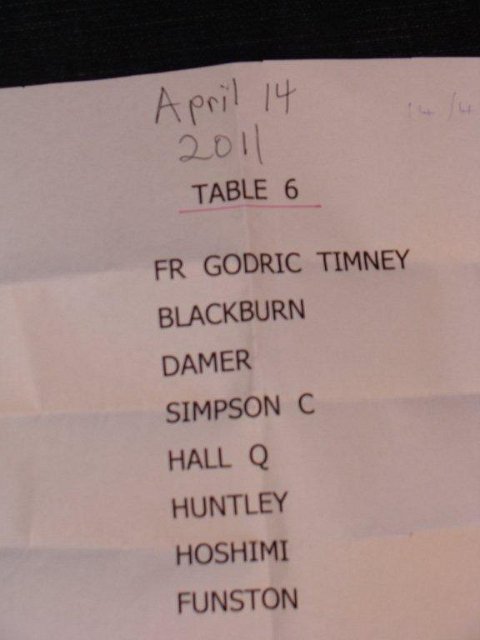 April 14
2011
TABLE 6
FR GODRIC TIMNEY
BLACKBURN
DAMER
SIMPSON C
HALL Q
HUNTLEY
HOSHIMI
FUNSTON